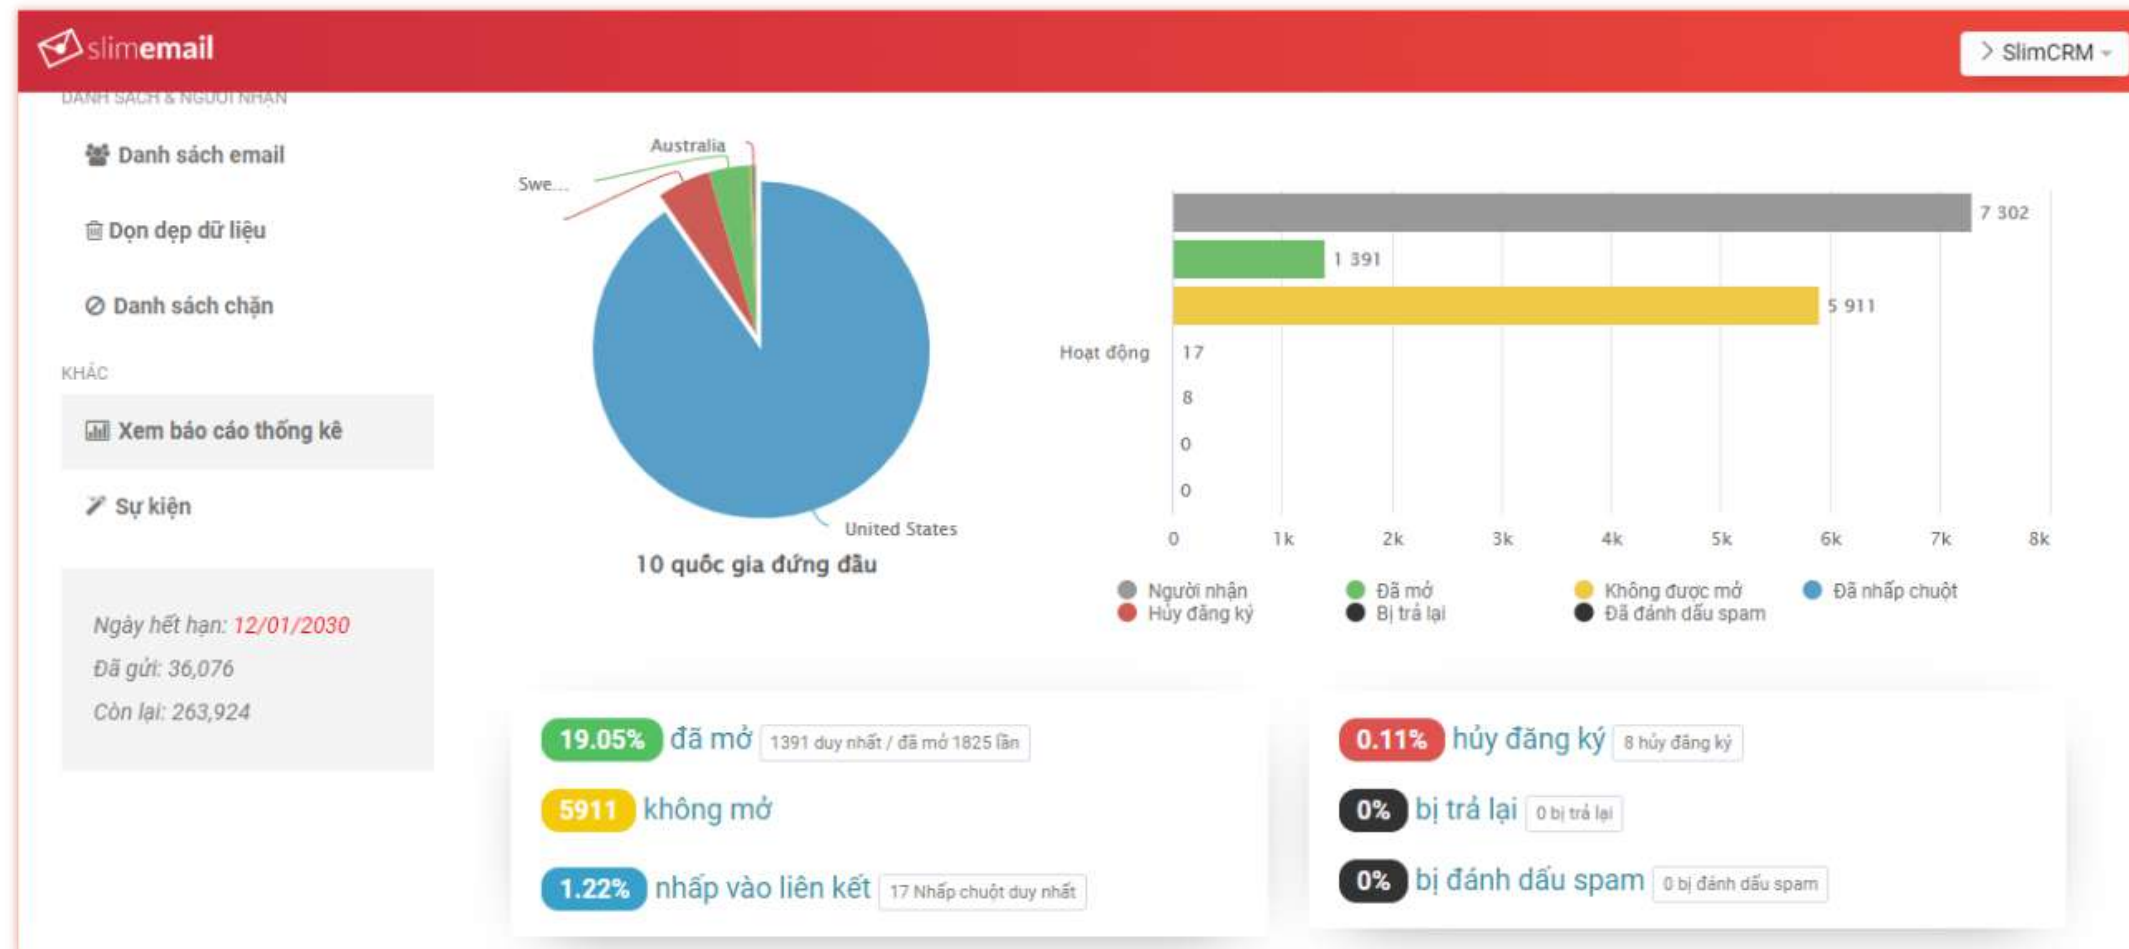 slimemail
SlimCRM
DANH SÁCH & NGƯỜI NHẬN
Danh sách email
Dọn dẹp dữ liệu
Danh sách chặn
KHÁC
Xem báo cáo thống kê
Sự kiện
Ngày hết hạn: 12/01/2030
Đã gửi: 36,076
Còn lại: 263,924
Australia
Swe...
United States
10 quốc gia đứng đầu
7 302
1 391
5 911
Hoạt động 17
8
0
0
0 1k 2k 3k 4k 5k 6k 7k 8k
Người nhận Đã mở Không được mở Đã nhấp chuột
Hủy đăng ký Bị trả lại Đã đánh dấu spam
19.05% đã mở 1391 duy nhất / đã mở 1825 lần
5911 không mở
1.22% nhấp vào liên kết 17 Nhấp chuột duy nhất
0.11% hủy đăng ký 8 hủy đăng ký
0% bị trả lại 0 bị trả lại
0% bị đánh dấu spam 0 bị đánh dấu spam